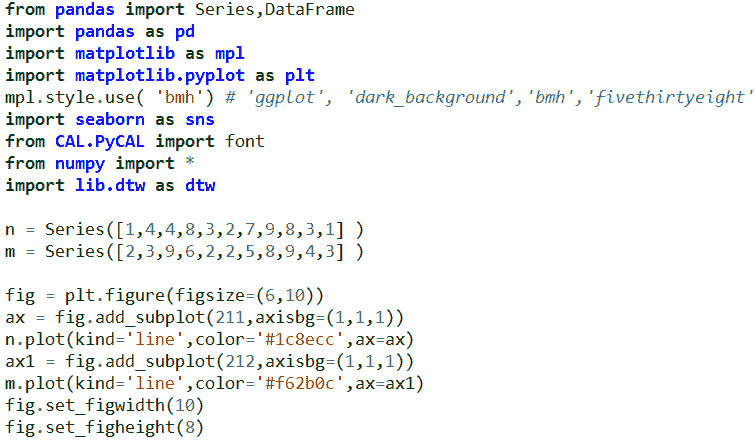 from pandas import Series,DataFrame
import pandas as pd
import matplotlib as mpl
import matplotlib.pyplot as plt
mpl.style.use( 'bmh') # 'ggplot', 'dark_background','bmh','fivethirtyeight'
import seaborn as sns
from CAL.PyCAL import font
from numpy import *
import lib.dtw as dtw
n = Series([1,4,4,8,3,2,7,9,8,3,1] )
m = Series([2,3,9,6,2,2,5,8,9,4,3] )
fig = plt.figure(figsize=(6,10))
ax = fig.add_subplot(211,axisbg=(1,1,1))
n.plot(kind='line',color='#1c8ecc',ax=ax)
ax1 = fig.add_subplot(212,axisbg=(1,1,1))
m.plot(kind='line',color='#f62b0c',ax=ax1)
fig.set_figwidth(10)
fig.set_figheight(8)